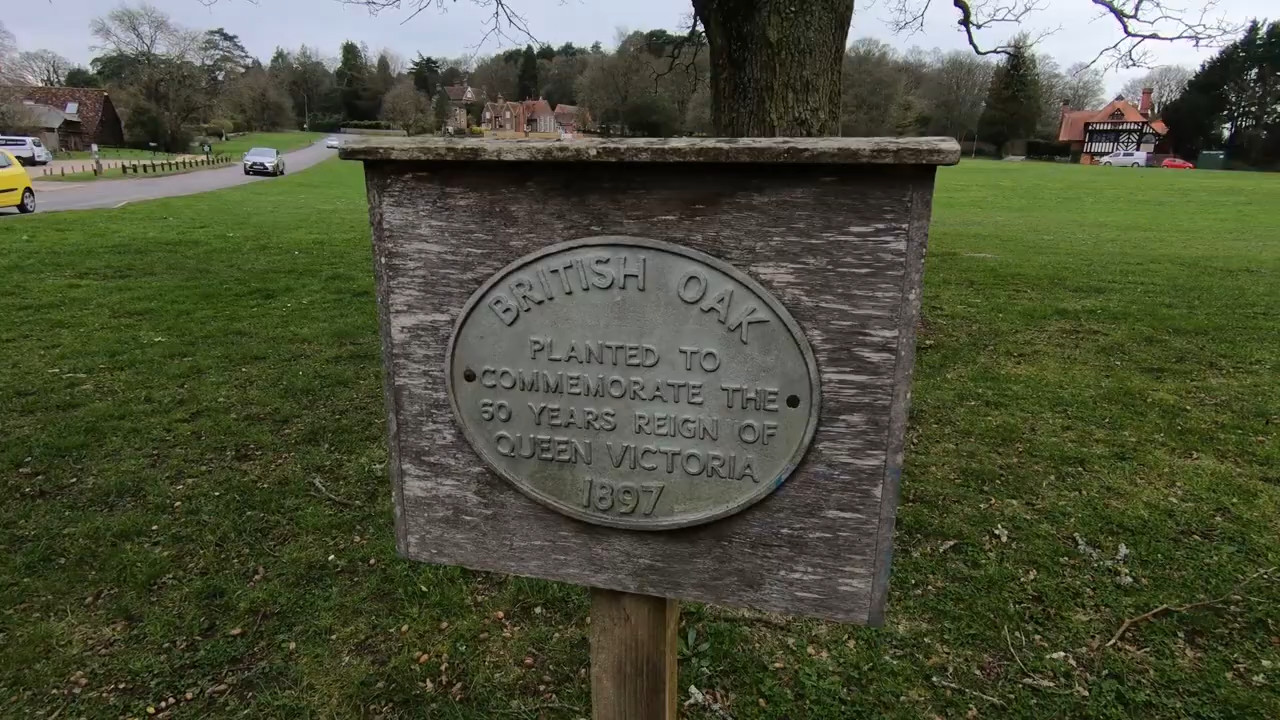 BRITISH OAK
PLANTED TO
COMMEMORATE THE
60 YEARS REIGN OF
QUEEN VICTORIA
1897